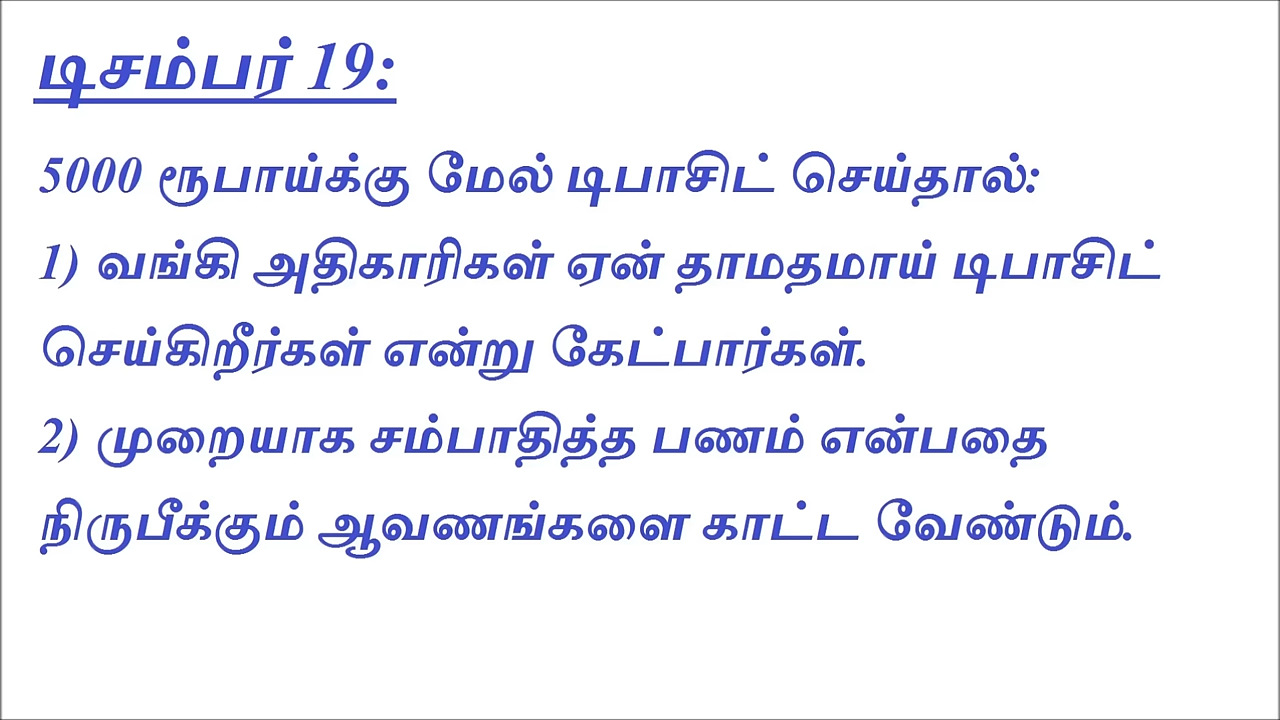 டிசம்பர் 19:
5000 ரூபாய்க்கு மேல் டிபாசிட் செய்தால்:
1) வங்கி அதிகாரிகள் ஏன் தாமதமாய் டிபாசிட்
செய்கிறீர்கள் என்று கேட்பார்கள்.
2) முறையாக சம்பாதித்த பணம் என்பதை
நிருபீக்கும் ஆவணங்களை காட்ட வேண்டும்.